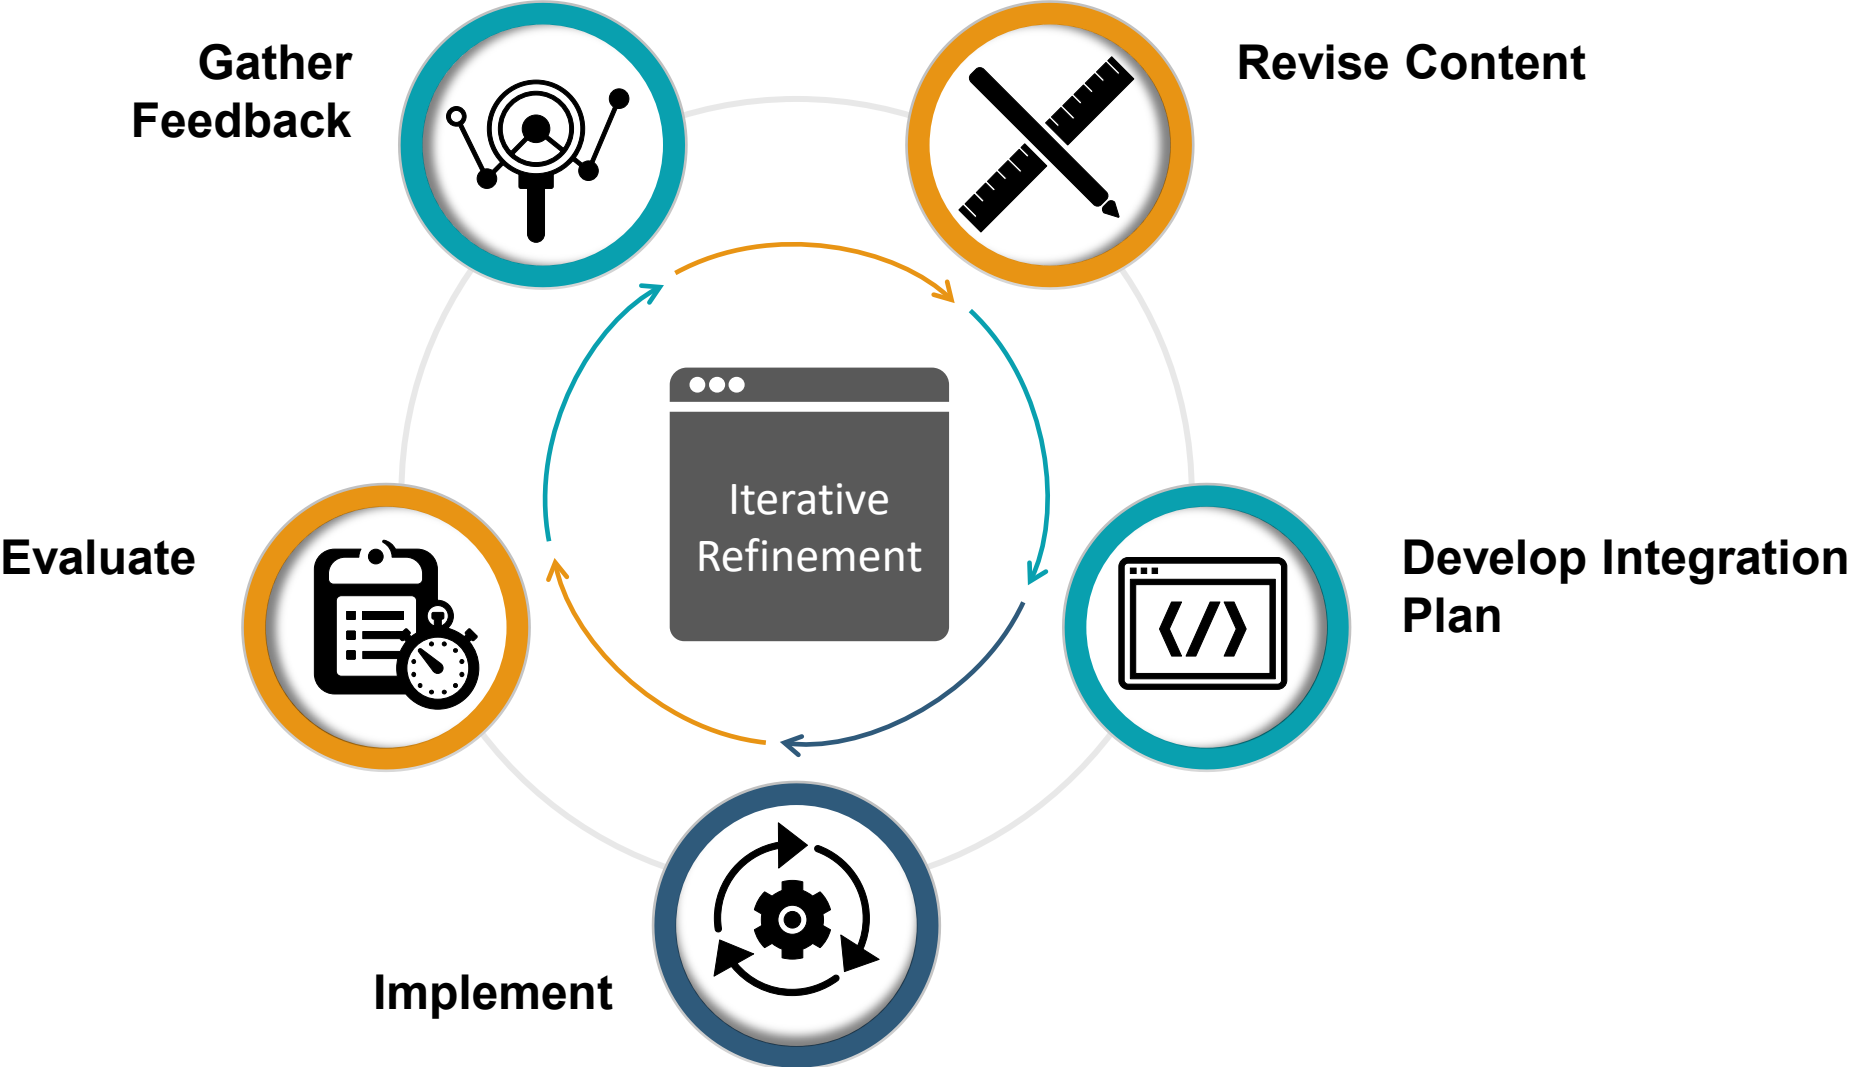 Gather
Feedback
Revise Content
Iterative
Refinement
Evaluate
Develop Integration
Plan
Implement